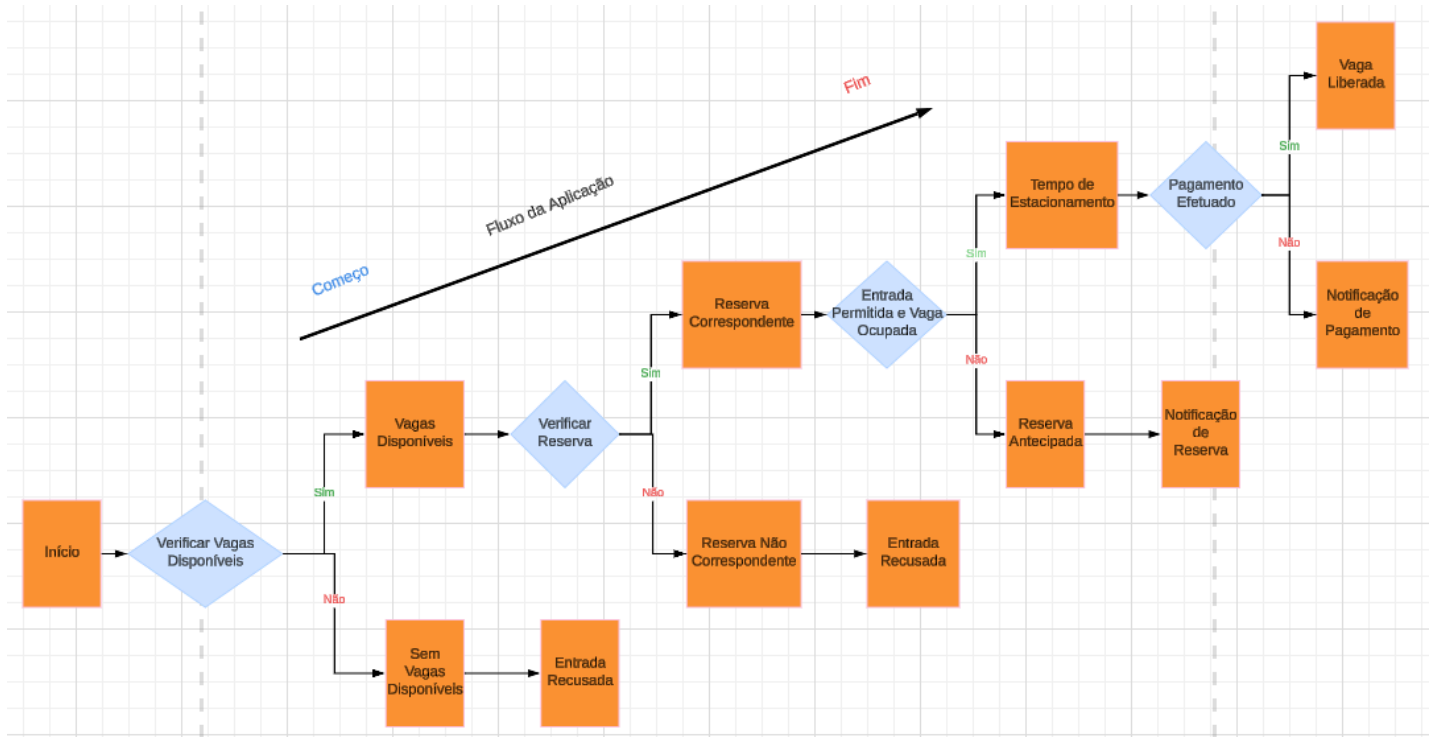 Vaga
Liberada
Fim
Sim
Tempo de
Estacionamento
Pagamento
Efetuado
Fluxo da Aplicação
Não
Sim
Começo
Reserva
Correspondente
Entrada
Permitida e Vaga
Ocupada
Notificação
de
Pagamento
Sim
Não
Vagas
Disponíveis
Verificar
Reserva
Reserva
Antecipada
Notificação
de
Reserva
Sim
Não
Início
Verificar Vagas
Disponíveis
Reserva Não
Correspondente
Entrada
Recusada
Não
Sem
Vagas
Disponíveis
Entrada
Recusada